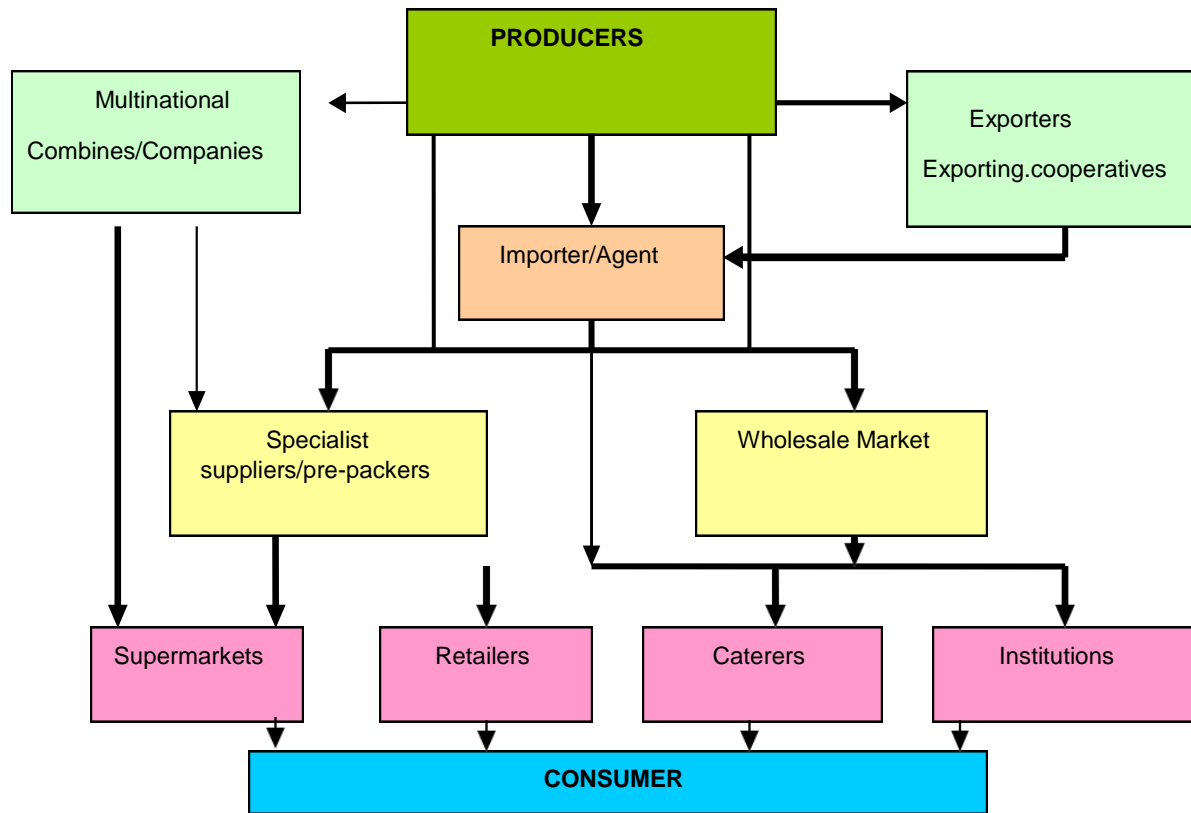 PRODUCERS
Multinational
Combines/Companies
Exporters
Exporting.cooperatives
Importer/Agent
Specialist
suppliers/pre-packers
Wholesale Market
Supermarkets
Retailers
Caterers
Institutions
CONSUMER